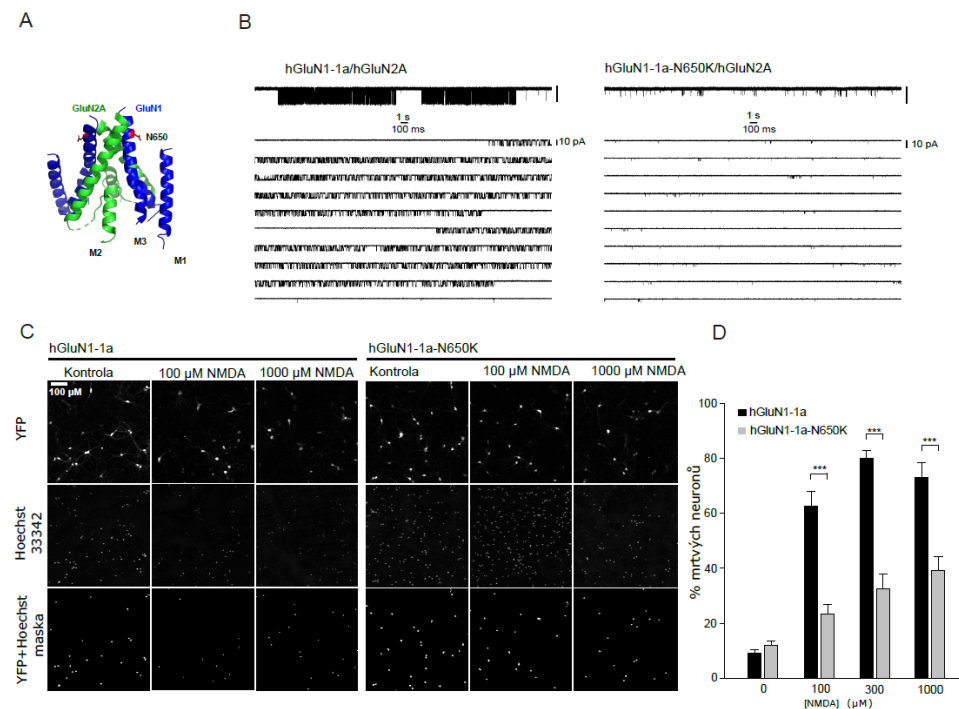 A
GluN2A
GluN1
N650
M2
M3
M1
B
hGluN1-1a/hGluN2A
hGluN1-1a-N650K/hGluN2A
1 s
100 ms
10 pA
1 s
100 ms
10 pA
C
hGluN1-1a
hGluN1-1a-N650K
Kontrola
100 µM NMDA
1000 µM NMDA
Kontrola
100 µM NMDA
1000 µM NMDA
100 µM
YFP
Hoechst
33342
YFP+Hoechst
maska
D
hGluN1-1a
hGluN1-1a-N650K
***
***
***
% mrtvých neuronů
100
80
60
40
20
0
0
100
300
1000
[NMDA] (µM)